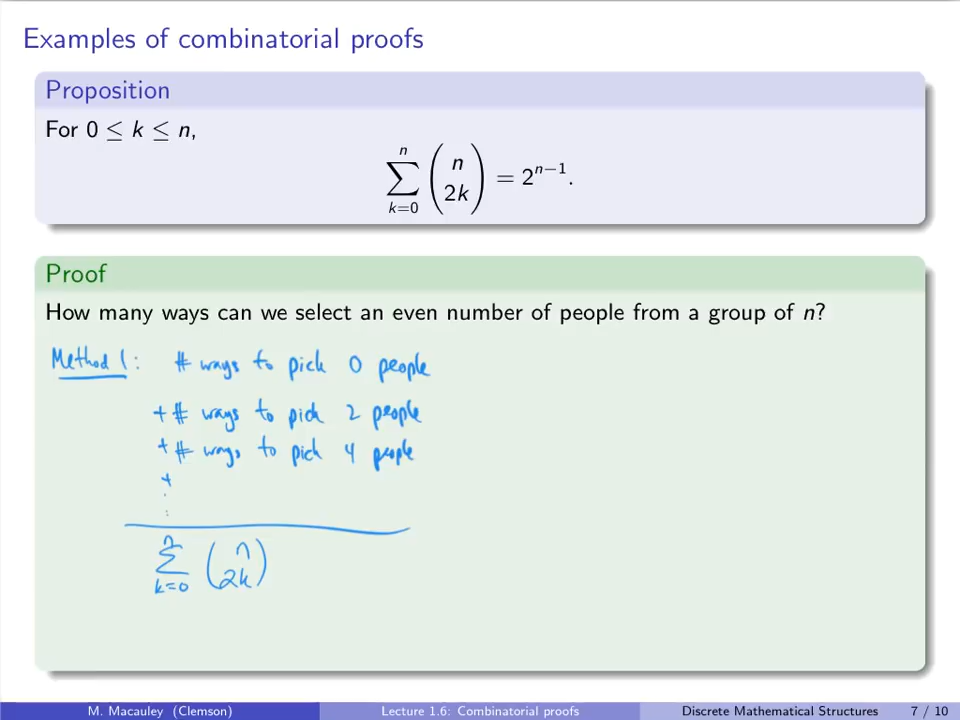 Examples of combinatorial proofs
Proposition
For 0 ≤ k ≤ n,
∑_{k=0}^{n} \binom{n}{2k} = 2^{n−1}.
Proof
How many ways can we select an even number of people from a group of n?
Method 1: # ways to pick 0 people
+ # ways to pick 2 people
+ # ways to pick 4 people
+
⋮
∑_{k=0}^{n} \binom{n}{2k}
M. Macauley (Clemson) Lecture 1.6: Combinatorial proofs Discrete Mathematical Structures 7 / 10